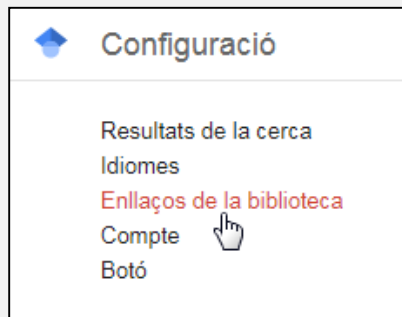 Configuració
Resultats de la cerca
Idiomes
Enllaços de la biblioteca
Compte
Botó